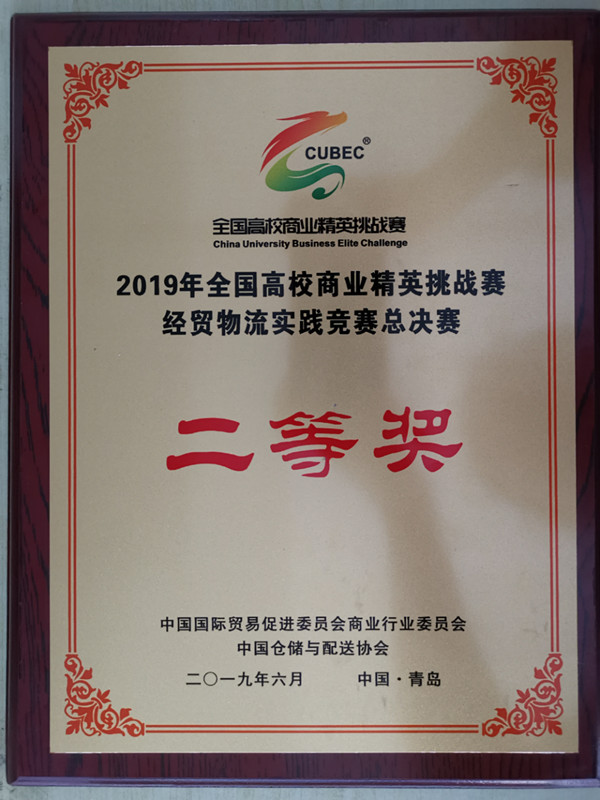 CUBEC®
全国高校商业精英挑战赛
China University Business Elite Challenge
2019年全国高校商业精英挑战赛
经贸物流实践竞赛总决赛
二等奖
中国国际贸易促进委员会商业行业委员会
中国仓储与配送协会
二〇一九年六月 中国·青岛